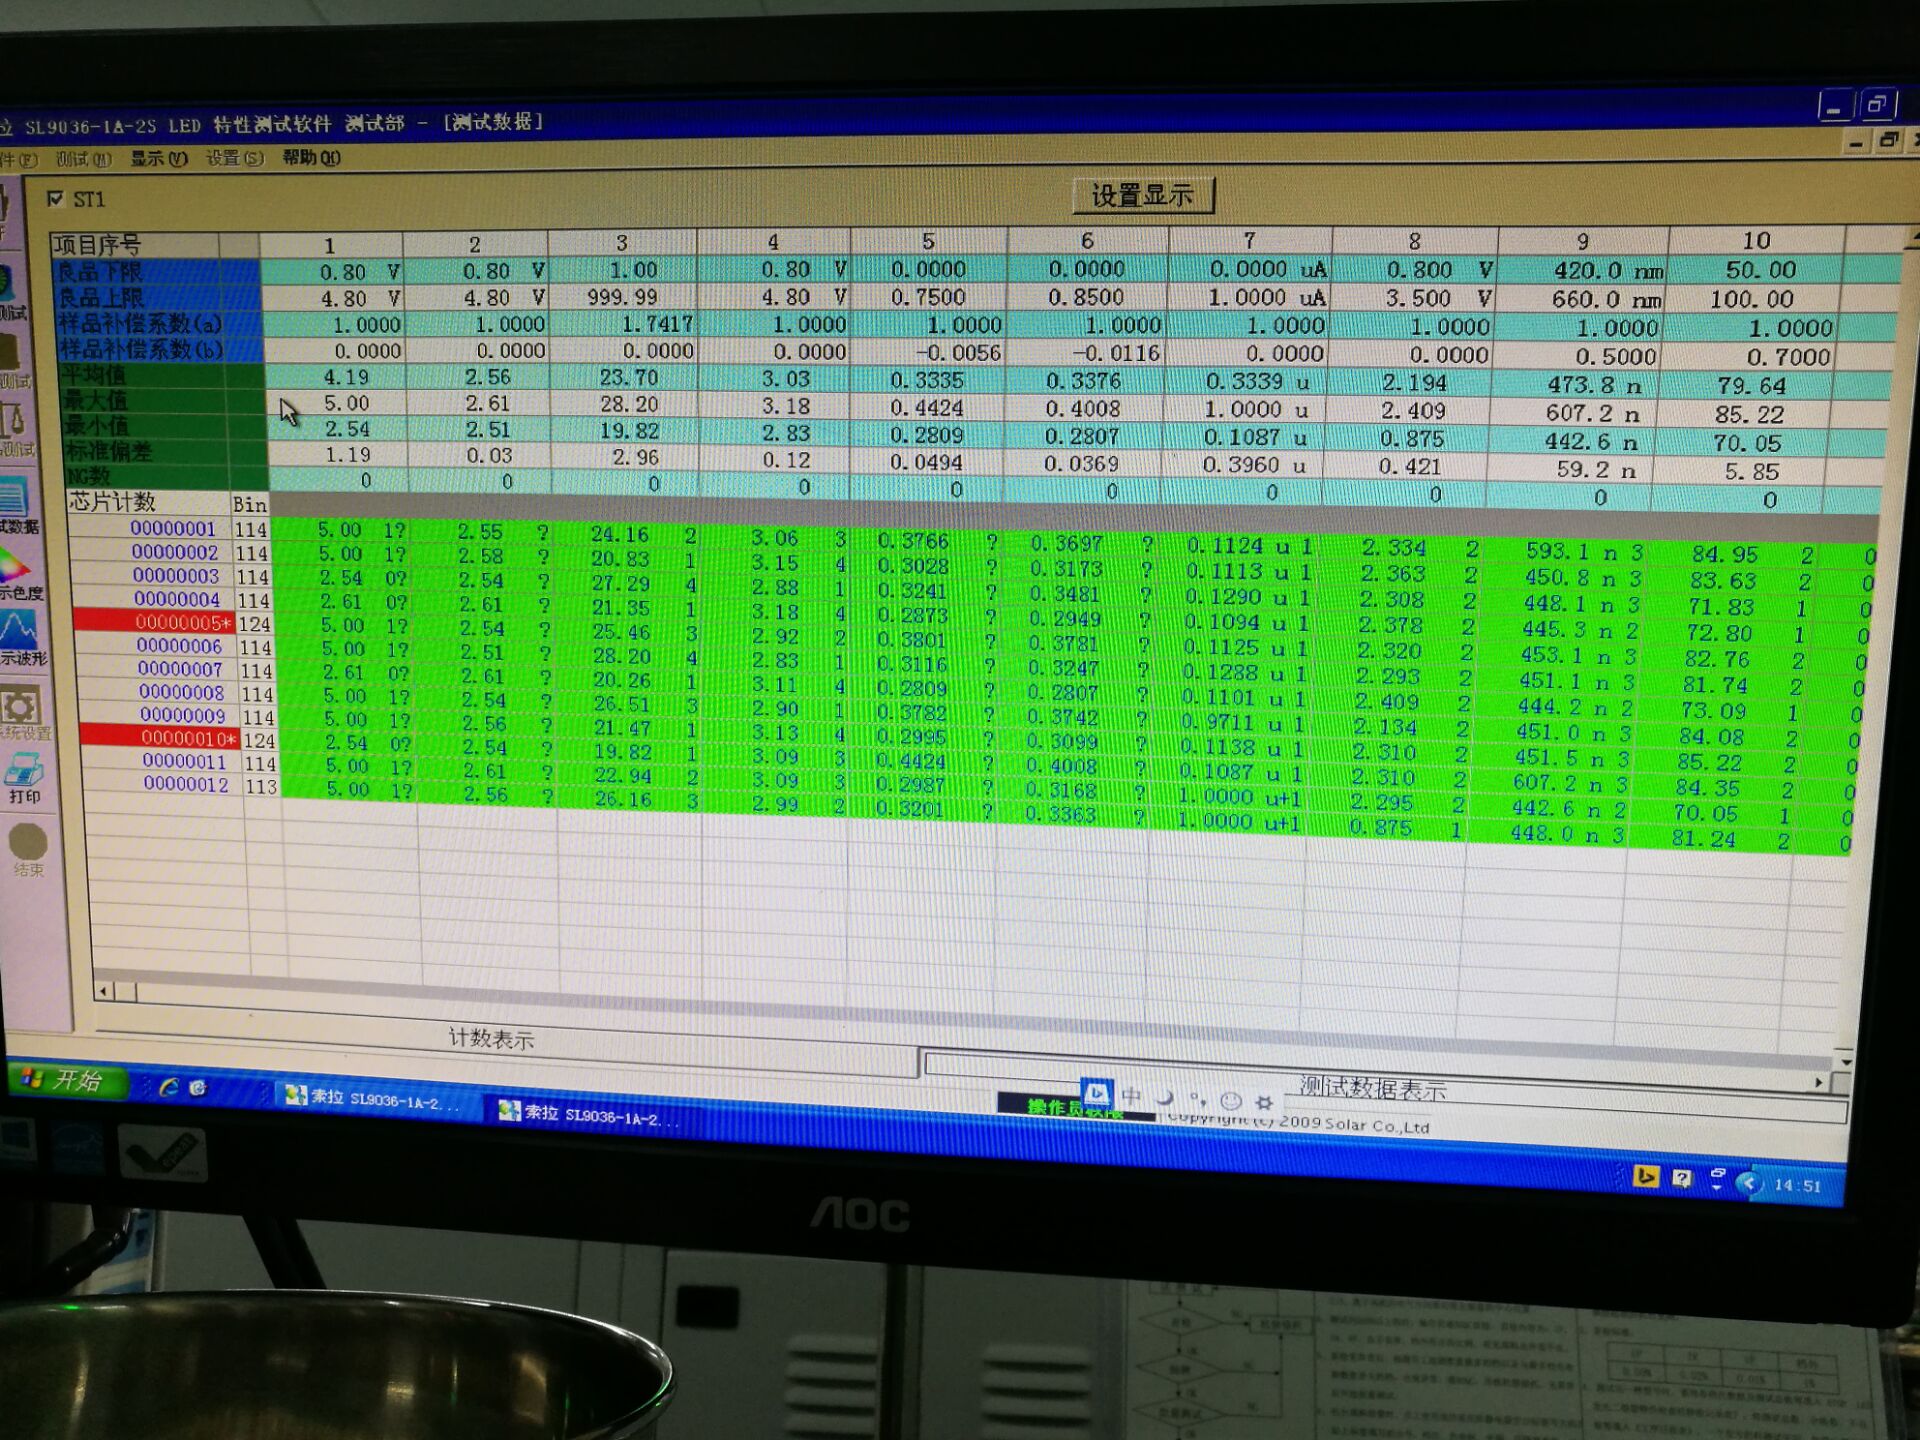 SL9036-1A-2S LED 特性测试软件 测试部 - [测试数据]
件(F) 测试(M) 显示(V) 设置(S) 帮助(H)
ST1
设置显示
项目序号 1 2 3 4 5 6 7 8 9 10
良品下限 0.80 V 0.80 V 1.00 0.80 V 0.0000 0.0000 0.0000 uA 0.800 V 420.0 nm 50.00
良品上限 4.80 V 4.80 V 999.99 4.80 V 0.7500 0.8500 1.0000 uA 3.500 V 660.0 nm 100.00
样品补偿系数(a) 1.0000 1.0000 1.7417 1.0000 1.0000 1.0000 1.0000 1.0000 1.0000 1.0000
样品补偿系数(b) 0.0000 0.0000 0.0000 0.0000 -0.0056 -0.0116 0.0000 0.0000 0.5000 0.7000
平均值 4.19 2.56 23.70 3.03 0.3335 0.3376 0.3339 u 2.194 473.8 n 79.64
最大值 5.00 2.61 28.20 3.18 0.4424 0.4008 1.0000 u 2.409 607.2 n 85.22
最小值 2.54 2.51 19.82 2.83 0.2809 0.2807 0.1087 u 0.875 442.6 n 70.05
标准偏差 1.19 0.03 2.96 0.12 0.0494 0.0369 0.3960 u 0.421 59.2 n 5.85
NG数 0 0 0 0 0 0 0 0 0 0
芯片计数 Bin
00000001 114 5.00 1? 2.55 ? 24.16 2 3.06 3 0.3766 ? 0.3697 ? 0.1124 u 1 2.334 2 593.1 n 3 84.95 2 0
00000002 114 5.00 1? 2.58 ? 20.83 1 3.15 4 0.3028 ? 0.3173 ? 0.1113 u 1 2.363 2 450.8 n 3 83.63 2 0
00000003 114 2.54 0? 2.54 ? 27.29 4 2.88 1 0.3241 ? 0.3481 ? 0.1290 u 1 2.308 2 448.1 n 3 71.83 1 0
00000004 114 2.61 0? 2.61 ? 21.35 1 3.18 4 0.2873 ? 0.2949 ? 0.1094 u 1 2.378 2 445.3 n 2 72.80 1 0
00000005* 124 5.00 1? 2.54 ? 25.46 3 2.92 2 0.3801 ? 0.3781 ? 0.1125 u 1 2.320 2 453.1 n 3 82.76 2 0
00000006 114 5.00 1? 2.51 ? 28.20 4 2.83 1 0.3116 ? 0.3247 ? 0.1288 u 1 2.293 2 451.1 n 3 81.74 2 0
00000007 114 2.61 0? 2.61 ? 20.26 1 3.11 4 0.2809 ? 0.2807 ? 0.1101 u 1 2.409 2 444.2 n 2 73.09 1 0
00000008 114 5.00 1? 2.54 ? 26.51 3 2.90 1 0.3782 ? 0.3742 ? 0.9711 u 1 2.134 2 451.0 n 3 84.08 2 0
00000009 114 5.00 1? 2.56 ? 21.47 1 3.13 4 0.2995 ? 0.3099 ? 0.1138 u 1 2.310 2 451.5 n 3 85.22 2 0
00000010* 124 2.54 0? 2.54 ? 19.82 1 3.09 3 0.4424 ? 0.4008 ? 0.1087 u 1 2.310 2 607.2 n 3 84.35 2 0
00000011 114 5.00 1? 2.61 ? 22.94 2 3.09 3 0.2987 ? 0.3168 ? 1.0000 u+1 2.295 2 442.6 n 2 70.05 1 0
00000012 113 5.00 1? 2.56 ? 26.16 3 2.99 2 0.3201 ? 0.3363 ? 1.0000 u+1 0.875 1 448.0 n 3 81.24 2 0
示色度
示波形
打印
结束
计数表示
测试数据表示
中
Copyright (c) 2009 Solar Co.,Ltd
开始
索拉 SL9036-1A-2...
索拉 SL9036-1A-2...
14:51
AOC